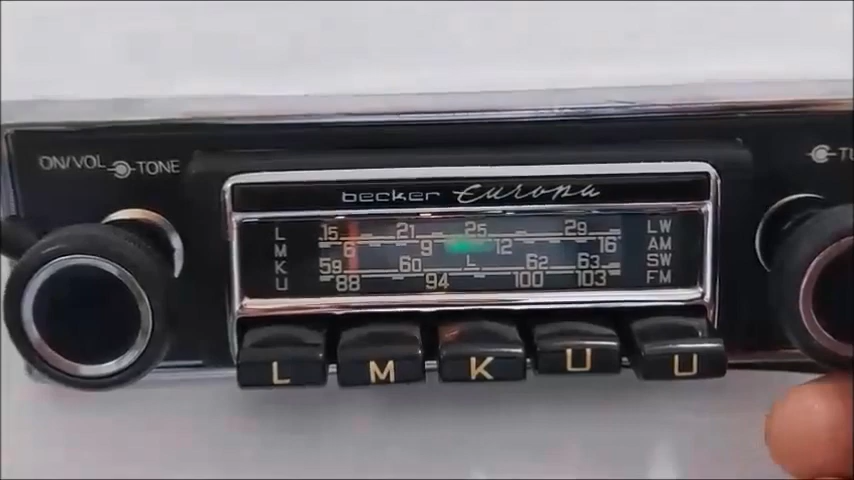 ON/VOL TONE
TU
becker europa
L 15 21 25 29 LW
M 6 9 12 16 AM
K 59 60 L 62 63 SW
U 88 94 100 103 FM
L M K U U